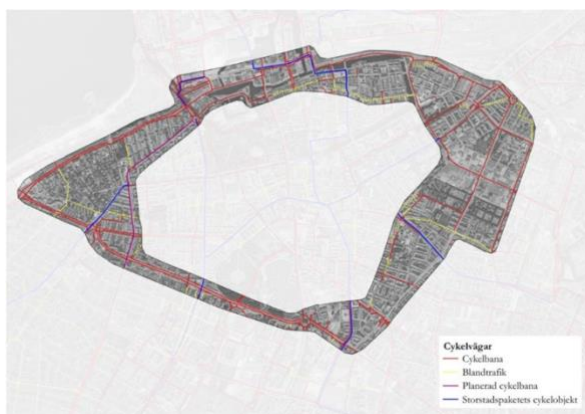 Cykelvägar
Cykelbana
Blandtrafik
Planerad cykelbana
Storstadspaketets cykelobjekt